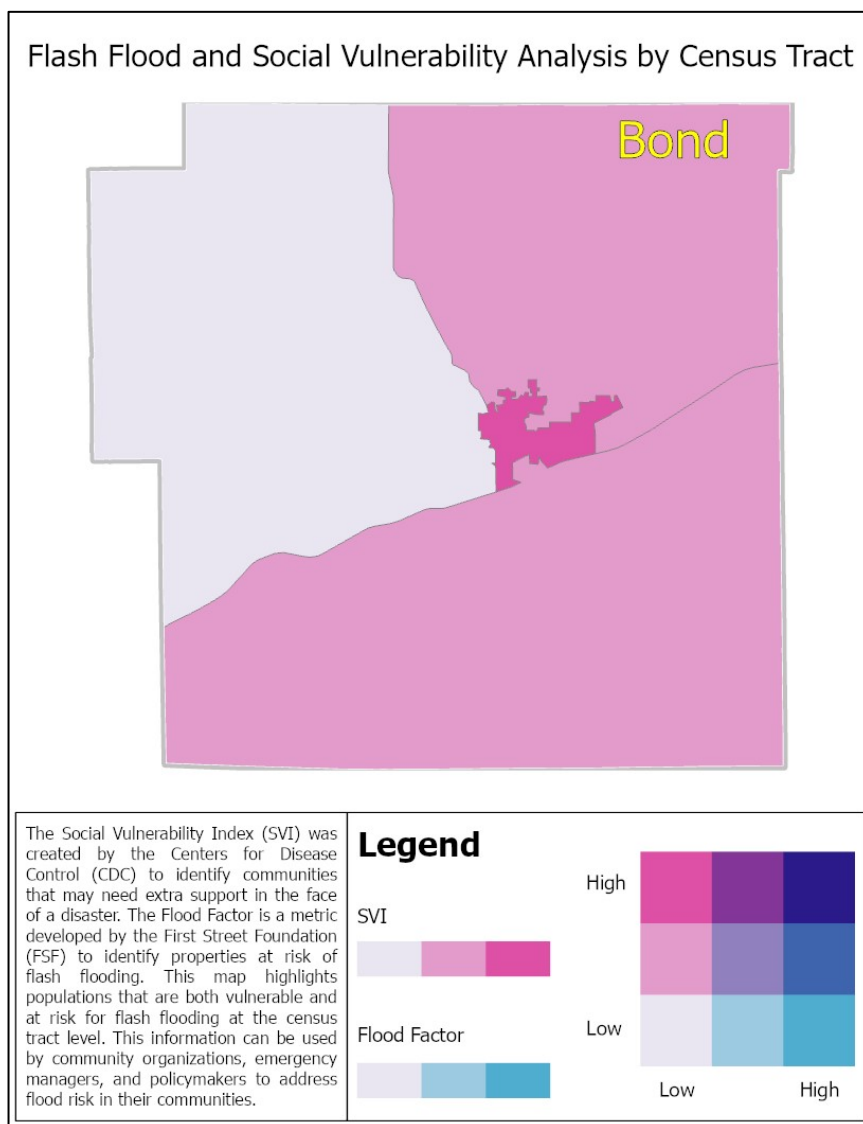 Flash Flood and Social Vulnerability Analysis by Census Tract
Bond
The Social Vulnerability Index (SVI) was
created by the Centers for Disease
Control (CDC) to identify communities
that may need extra support in the face
of a disaster. The Flood Factor is a metric
developed by the First Street Foundation
(FSF) to identify properties at risk of
flash flooding. This map highlights
populations that are both vulnerable and
at risk for flash flooding at the census
tract level. This information can be used
by community organizations, emergency
managers, and policymakers to address
flood risk in their communities.
Legend
SVI
Flood Factor
High
Low
Low
High